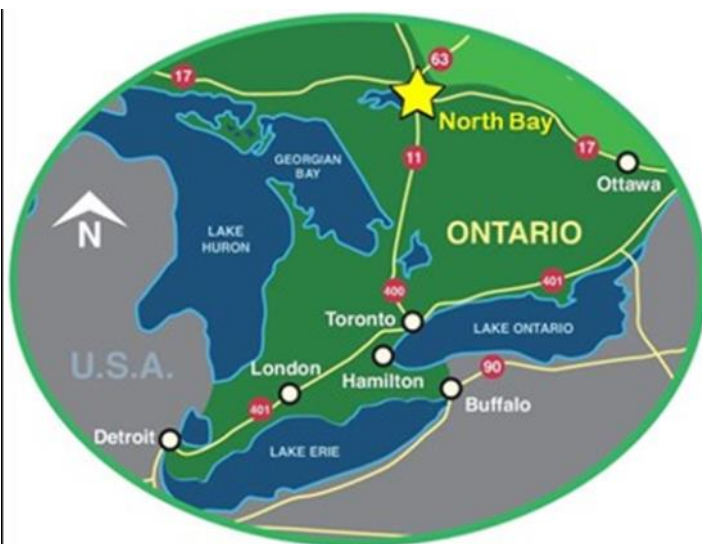 63
17
North Bay
GEORGIAN
BAY
11
17
Ottawa
N
LAKE
HURON
ONTARIO
400
401
Toronto
LAKE ONTARIO
U.S.A.
London
Hamilton
90
401
Buffalo
Detroit
LAKE ERIE